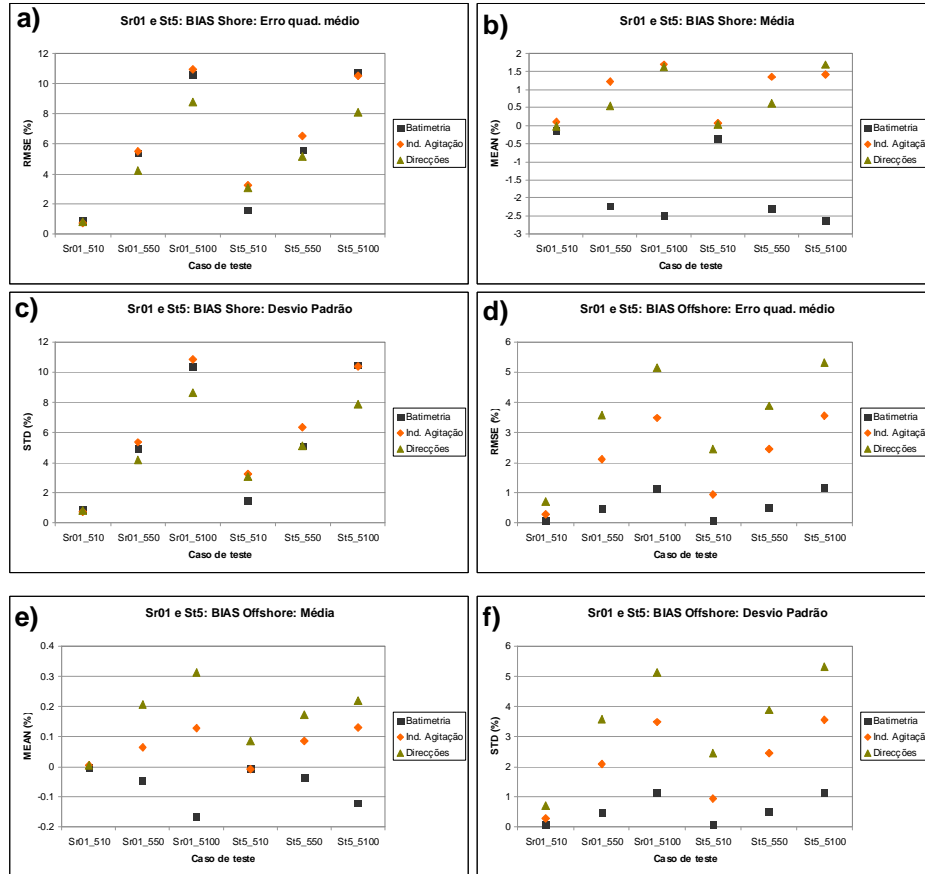 a)
Sr01 e St5: BIAS Shore: Erro quad. médio
12
10
8
6
4
2
0
RMSE (%)
Sr01_510 Sr01_550 Sr01_5100 St5_510 St5_550 St5_5100
Caso de teste
Batimetria
Ind. Agitação
Direcções
b)
Sr01 e St5: BIAS Shore: Média
2
1.5
1
0.5
0
-0.5
-1
-1.5
-2
-2.5
-3
MEAN (%)
Sr01_510 Sr01_550 Sr01_5100 St5_510 St5_550 St5_5100
Caso de teste
Batimetria
Ind. Agitação
Direcções
c)
Sr01 e St5: BIAS Shore: Desvio Padrão
12
10
8
6
4
2
0
STD (%)
Sr01_510 Sr01_550 Sr01_5100 St5_510 St5_550 St5_5100
Caso de teste
Batimetria
Ind. Agitação
Direcções
d)
Sr01 e St5: BIAS Offshore: Erro quad. médio
6
5
4
3
2
1
0
RMSE (%)
Sr01_510 Sr01_550 Sr01_5100 St5_510 St5_550 St5_5100
Caso de teste
Batimetria
Ind. Agitação
Direcções
e)
Sr01 e St5: BIAS Offshore: Média
0.4
0.3
0.2
0.1
0
-0.1
-0.2
MEAN (%)
Sr01_510 Sr01_550 Sr01_5100 St5_510 St5_550 St5_5100
Caso de teste
Batimetria
Ind. Agitação
Direcções
f)
Sr01 e St5: BIAS Offshore: Desvio Padrão
6
5
4
3
2
1
0
STD (%)
Sr01_510 Sr01_550 Sr01_5100 St5_510 St5_550 St5_5100
Caso de teste
Batimetria
Ind. Agitação
Direcções